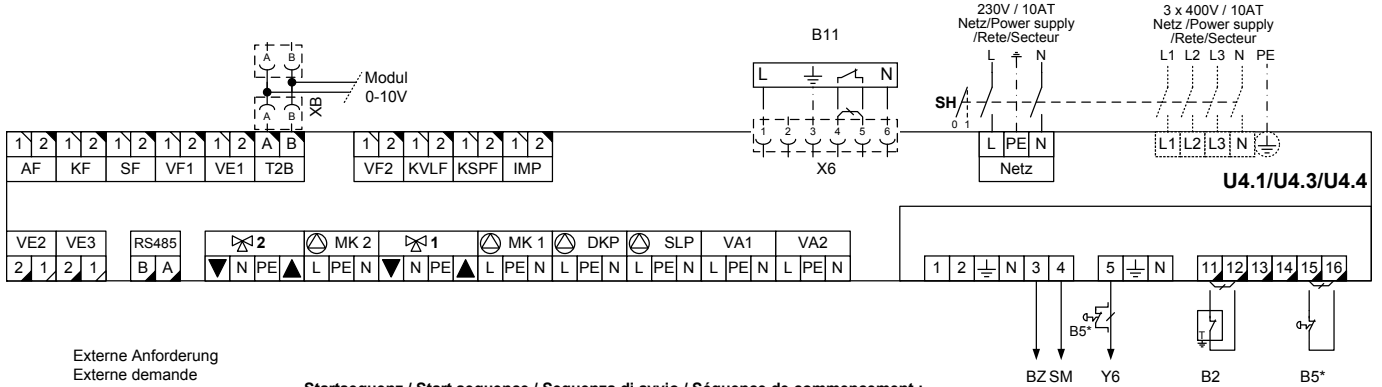 230V / 10AT
Netz/Power supply
/Rete/Secteur
3 x 400V / 10AT
Netz /Power supply
/Rete/Secteur
B11
L N
L1 L2 L3 N PE
A B
Modul
0-10V
L N
SH
0 1
A B
XB
1 2 3 4 5 6
1 2 1 2 1 2 1 2 1 2 A B
1 2 1 2 1 2 1 2
L PE N
L1 L2 L3 N
AF KF SF VF1 VE1 T2B
VF2 KVLF KSPF IMP
X6
Netz
U4.1/U4.3/U4.4
VE2 VE3 RS485 2 MK 2 1 MK 1 DKP SLP VA1 VA2
2 1 2 1 B A N PE L PE N N PE L PE N L PE N L PE N L PE N L PE N
1 2 N 3 4 5 N 11 12 13 14 15 16
B5*
T
Externe Anforderung
Externe demande
BZ SM Y6 B2 B5*
Startsequenz / Start sequence / Sequenza di avvio / Séquence de commencement :